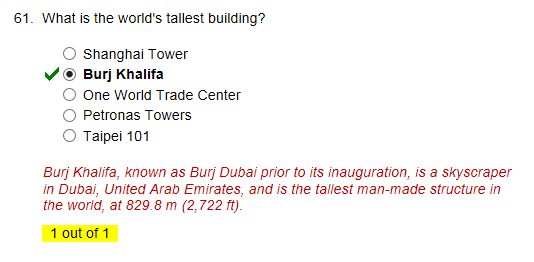 61. What is the world's tallest building?
Shanghai Tower
Burj Khalifa
One World Trade Center
Petronas Towers
Taipei 101
Burj Khalifa, known as Burj Dubai prior to its inauguration, is a skyscraper
in Dubai, United Arab Emirates, and is the tallest man-made structure in
the world, at 829.8 m (2,722 ft).
1 out of 1